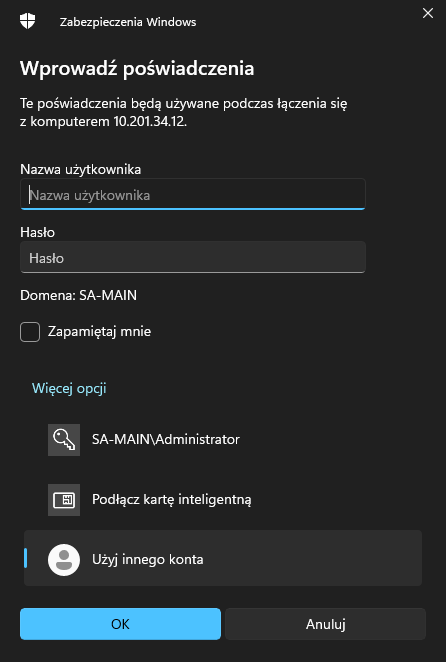 Zabezpieczenia Windows
Wprowadź poświadczenia
Te poświadczenia będą używane podczas łączenia się
z komputerem 10.201.34.12.
Nazwa użytkownika
Nazwa użytkownika
Hasło
Hasło
Domena: SA-MAIN
Zapamiętaj mnie
Więcej opcji
SA-MAIN\Administrator
Podłącz kartę inteligentną
Użyj innego konta
OK
Anuluj